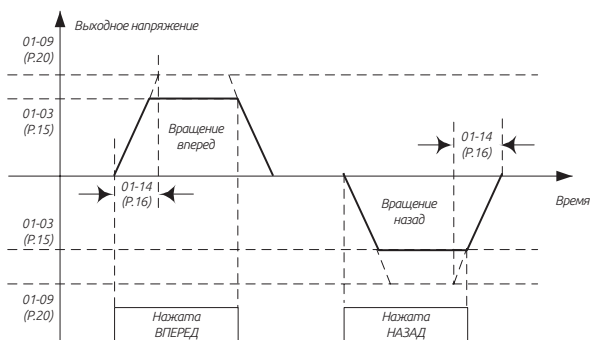 Выходное напряжение
01-09
(P.20)
01-03
(P.15)
Вращение
вперед
01-14
(P.16)
01-14
(P.16)
Время
Вращение
назад
01-03
(P.15)
01-09
(P.20)
Нажата
ВПЕРЕД
Нажата
НАЗАД